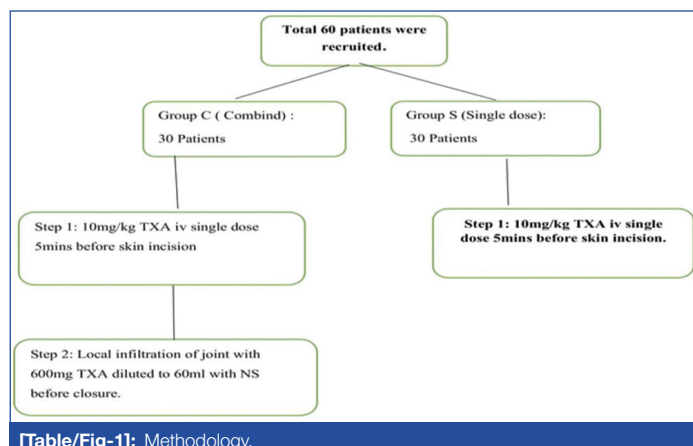 Total 60 patients were
recruited.
Group C ( Combind) :
30 Patients
Group S (Single dose):
30 Patients
Step 1: 10mg/kg TXA iv single dose
5mins before skin incision
Step 1: 10mg/kg TXA iv single
dose 5mins before skin incision.
Step 2: Local infiltration of joint with
600mg TXA diluted to 60ml with NS
before closure.
[Table/Fig-1]: Methodology.